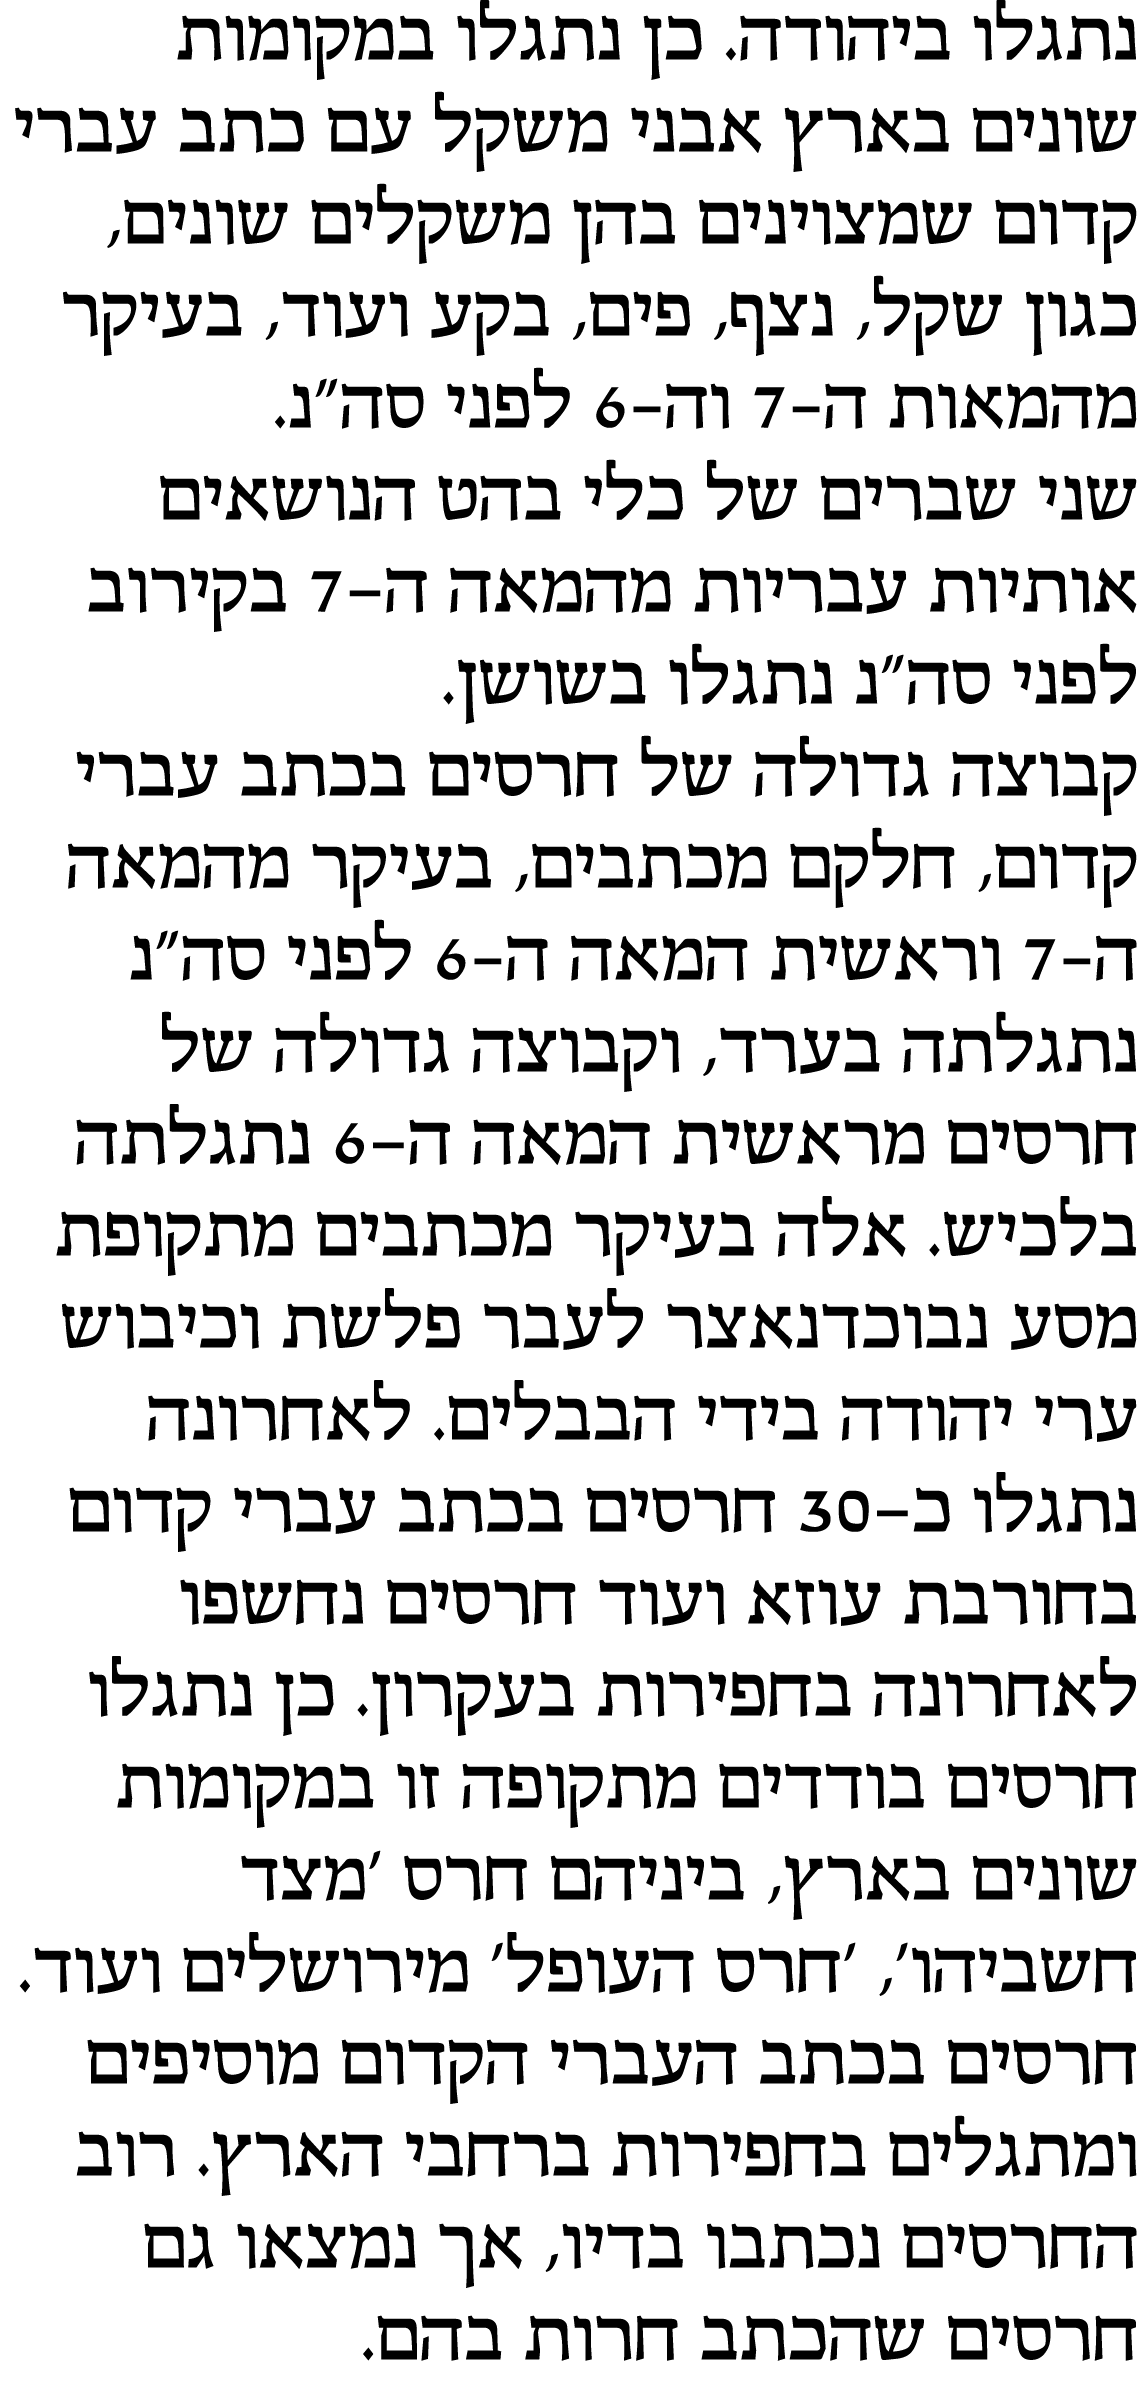 נתגלו ביהודה. כן נתגלו במקומות
שונים בארץ אבני משקל עם כתב עברי
קדום שמצוינים בהן משקלים שונים,
כגון שקל, נצף, פים, בקע ועוד, בעיקר
מהמאות ה-7 וה-6 לפני סה"נ.
שני שברים של כלי בהט הנושאים
אותיות עבריות מהמאה ה-7 בקירוב
לפני סה"נ נתגלו בשושן.
קבוצה גדולה של חרסים בכתב עברי
קדום, חלקם מכתבים, בעיקר מהמאה
ה-7 וראשית המאה ה-6 לפני סה"נ
נתגלתה בערד, וקבוצה גדולה של
חרסים מראשית המאה ה-6 נתגלתה
בלכיש. אלה בעיקר מכתבים מתקופת
מסע נבוכדנאצר לעבר פלשת וכיבוש
ערי יהודה בידי הבבלים. לאחרונה
נתגלו כ-30 חרסים בכתב עברי קדום
בחורבת עוזא ועוד חרסים נחשפו
לאחרונה בחפירות בעקרון. כן נתגלו
חרסים בודדים מתקופה זו במקומות
שונים בארץ, ביניהם חרס 'מצד
חשביהו', 'חרס העופל' מירושלים ועוד.
חרסים בכתב העברי הקדום מוסיפים
ומתגלים בחפירות ברחבי הארץ. רוב
החרסים נכתבו בדיו, אך נמצאו גם
חרסים שהכתב חרות בהם.